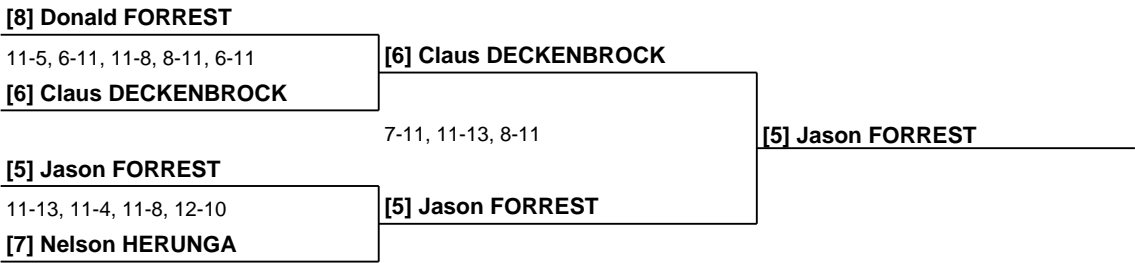 [8] Donald FORREST
11-5, 6-11, 11-8, 8-11, 6-11
[6] Claus DECKENBROCK
[6] Claus DECKENBROCK
7-11, 11-13, 8-11
[5] Jason FORREST
[5] Jason FORREST
11-13, 11-4, 11-8, 12-10
[5] Jason FORREST
[7] Nelson HERUNGA